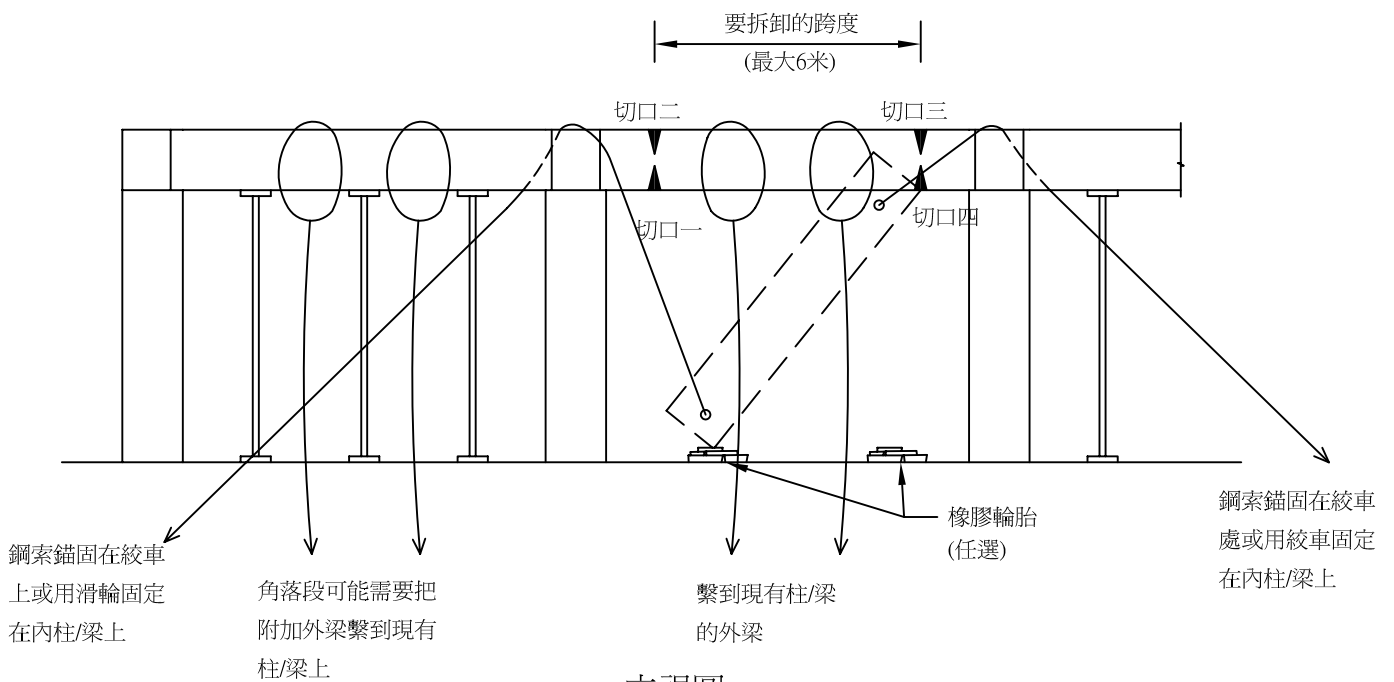 要拆卸的跨度
(最大6米)
切口二
切口三
切口一
切口四
橡膠輪胎
(任選)
鋼索錨固在絞車
上或用滑輪固定
在內柱/梁上
角落段可能需要把
附加外梁繫到現有
柱/梁上
繫到現有柱/梁
的外梁
鋼索錨固在絞車
處或用絞車固定
在內柱/梁上